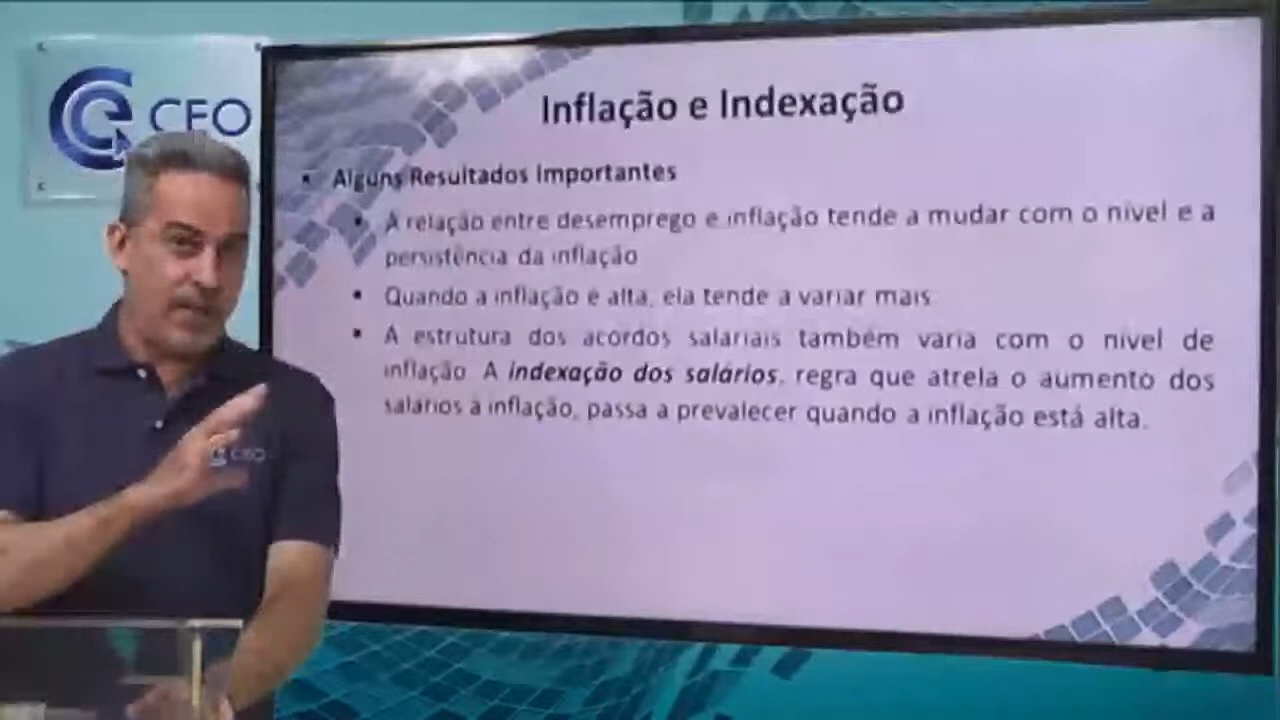 CEO
Inflação e Indexação
• Alguns Resultados Importantes
• A relação entre desemprego e inflação tende a mudar com o nível e a
persistência da inflação
• Quando a inflação é alta, ela tende a variar mais
• A estrutura dos acordos salariais também varia com o nível de
inflação. A indexação dos salários, regra que atrela o aumento dos
salários à inflação, passa a prevalecer quando a inflação está alta.
CEO